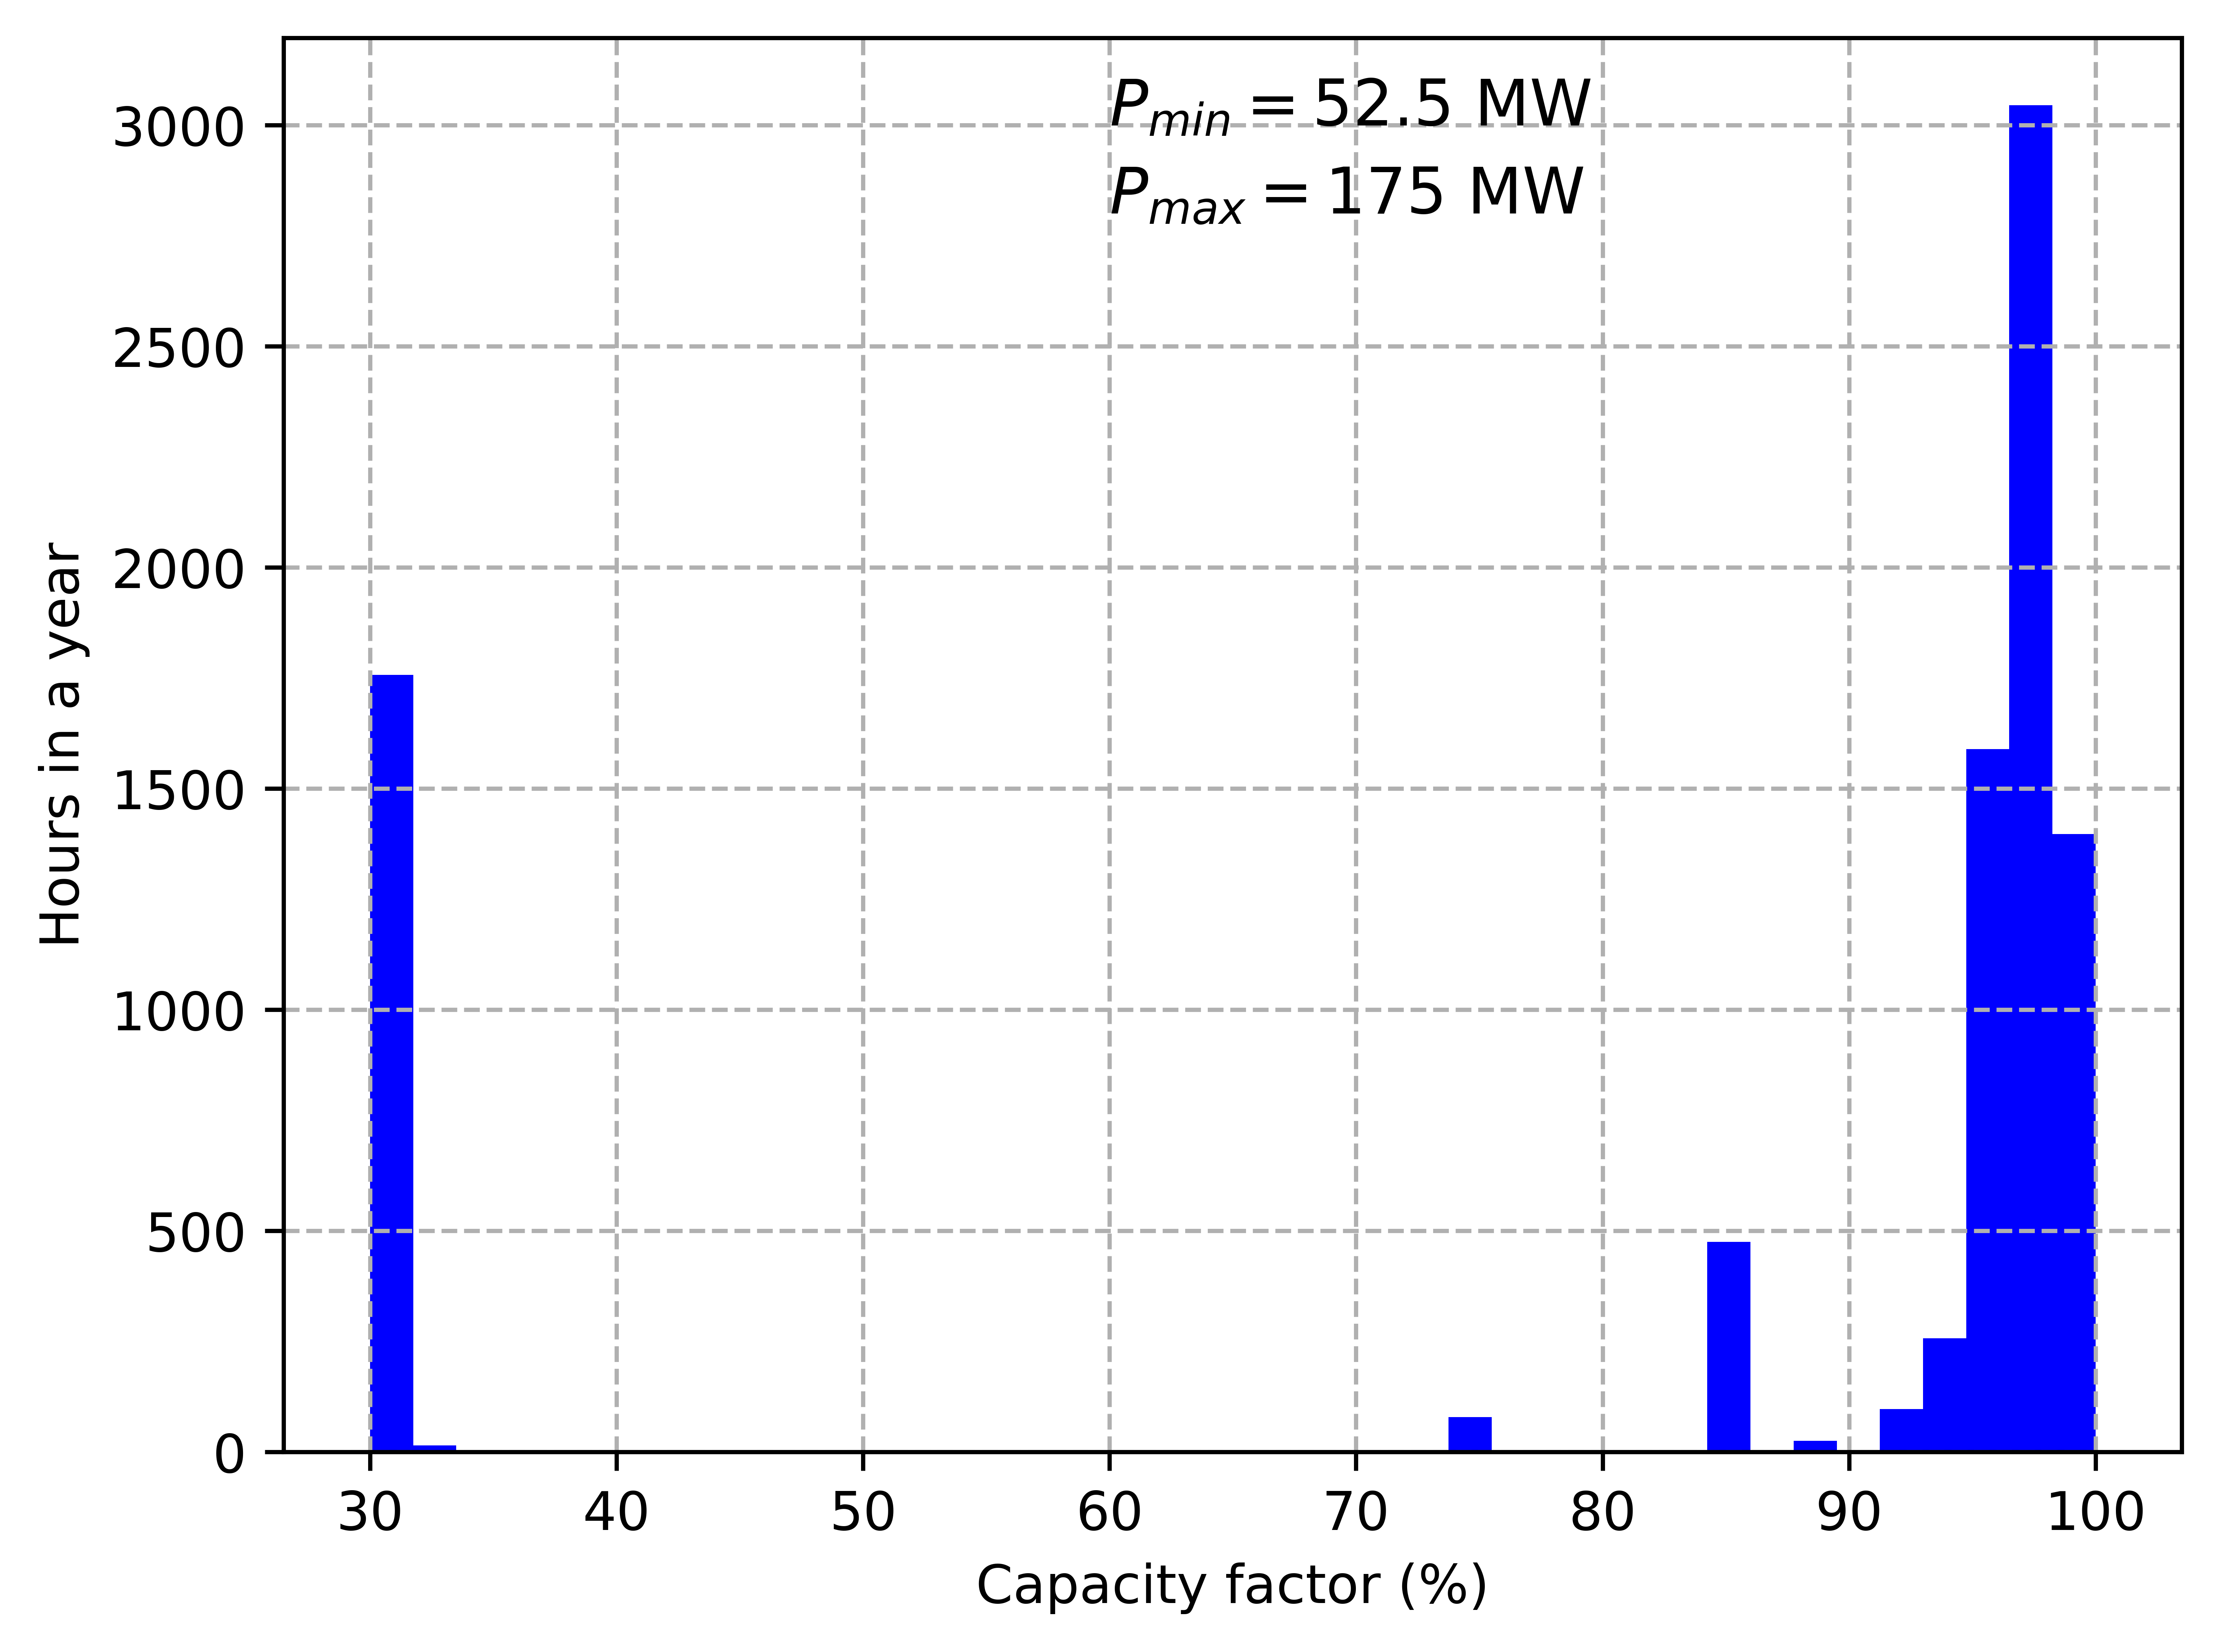 P_min = 52.5 MW
P_max = 175 MW
3000
2500
2000
1500
1000
500
0
Hours in a year
30 40 50 60 70 80 90 100
Capacity factor (%)